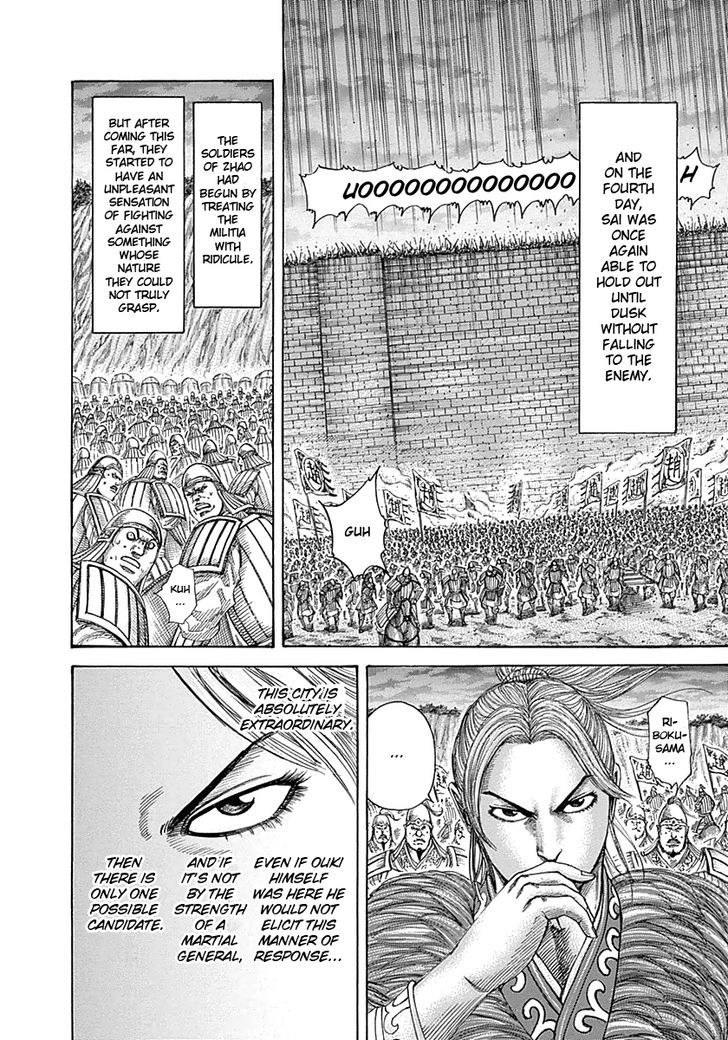 AND
ON THE
FOURTH
DAY,
SAI WAS
ONCE
AGAIN
ABLE TO
HOLD OUT
UNTIL
DUSK
WITHOUT
FALLING
TO THE
ENEMY.
UOOOOOOOOOOOOOO
H
GUH
THE
SOLDIERS
OF ZHAO
HAD
BEGUN BY
TREATING
THE
MILITIA
WITH
RIDICULE.
BUT AFTER
COMING THIS
FAR, THEY
STARTED TO
HAVE AN
UNPLEASANT
SENSATION
OF FIGHTING
AGAINST
SOMETHING
WHOSE
NATURE
THEY COULD
NOT TRULY
GRASP.
KUH
...
趙
趙
趙
趙
RI-
BOKU-
SAMA
...
...
THIS CITY IS
ABSOLUTELY
EXTRAORDINARY.
EVEN IF OUKI
HIMSELF
WAS HERE HE
WOULD NOT
ELICIT THIS
MANNER OF
RESPONSE...
AND IF
IT'S NOT
BY THE
STRENGTH
OF A
MARTIAL
GENERAL,
THEN
THERE IS
ONLY ONE
POSSIBLE
CANDIDATE.